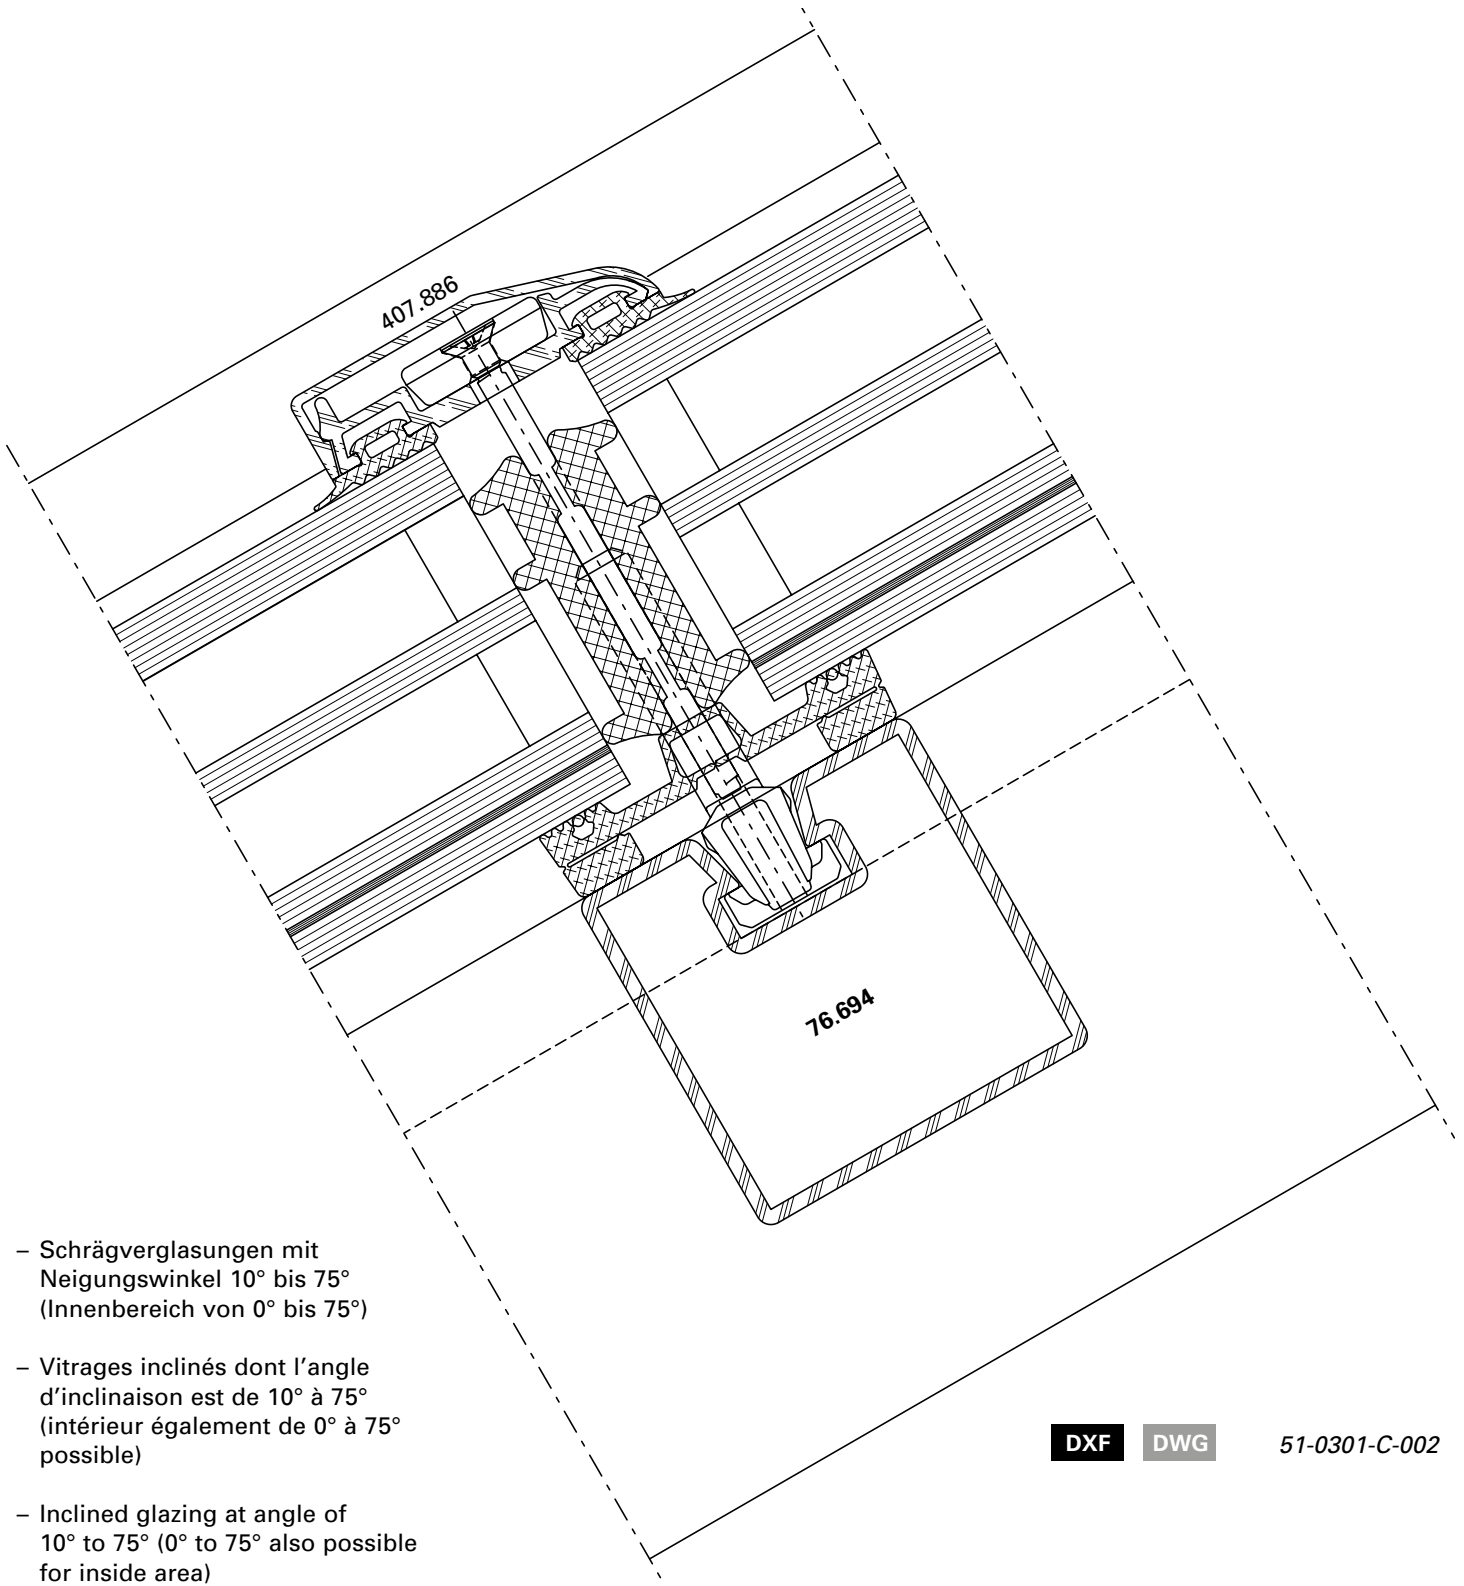 407.886
76.694
– Schrägverglasungen mit
Neigungswinkel 10° bis 75°
(Innenbereich von 0° bis 75°)
– Vitrages inclinés dont l’angle
d’inclinaison est de 10° à 75°
(intérieur également de 0° à 75°
possible)
– Inclined glazing at angle of
10° to 75° (0° to 75° also possible
for inside area)
DXF DWG 51-0301-C-002